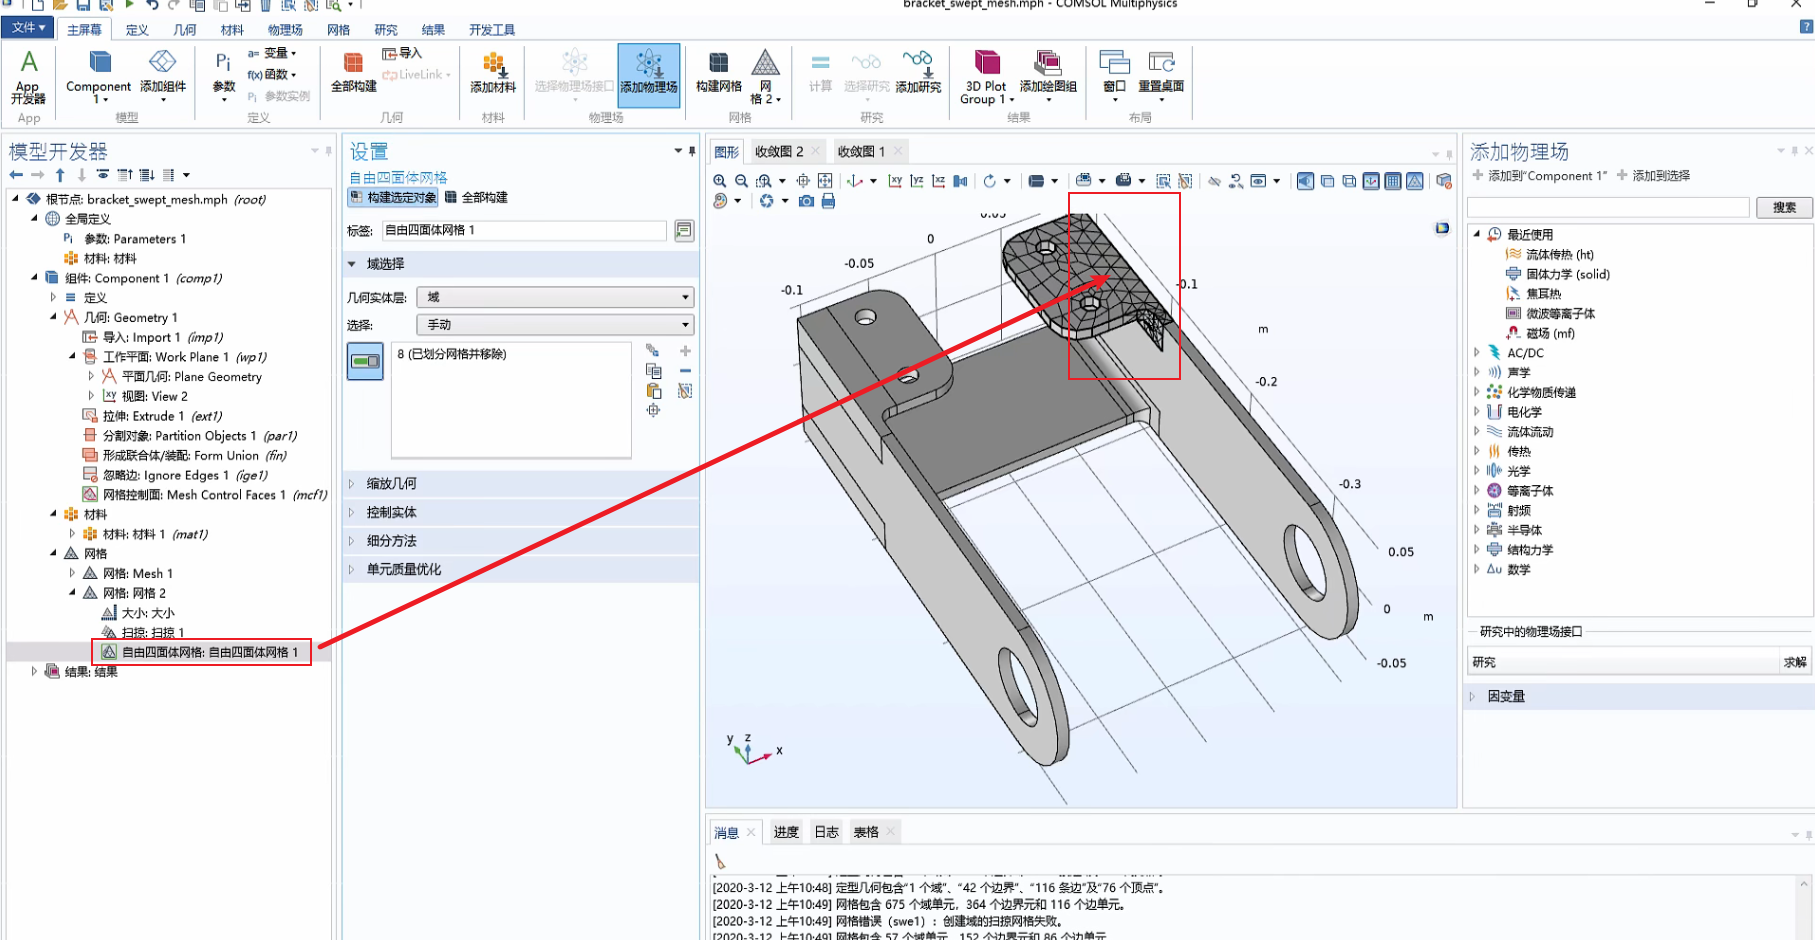 bracket_swept_mesh.mph - COMSOL Multiphysics
文件 主屏幕 定义 几何 材料 物理场 网格 研究 结果 开发工具
App 开发器
App
Component 1
添加组件
模型
Pi 参数
a= 变量
f(x) 函数
Pi 参数实例
定义
全部构建
导入
LiveLink
几何
添加材料
材料
选择物理场接口
添加物理场
物理场
构建网格
网格 2
网格
计算
选择研究
添加研究
研究
3D Plot Group 1
添加绘图组
结果
窗口
重置桌面
布局
模型开发器
根节点: bracket_swept_mesh.mph (root)
全局定义
Pi 参数: Parameters 1
材料: 材料
组件: Component 1 (comp1)
定义
几何: Geometry 1
导入: Import 1 (imp1)
工作平面: Work Plane 1 (wp1)
平面几何: Plane Geometry
视图: View 2
拉伸: Extrude 1 (ext1)
分割对象: Partition Objects 1 (par1)
形成联合体/装配: Form Union (fin)
忽略边: Ignore Edges 1 (ige1)
网格控制面: Mesh Control Faces 1 (mcf1)
材料
材料: 材料 1 (mat1)
网格
网格: Mesh 1
网格: 网格 2
大小: 大小
扫掠: 扫掠 1
自由四面体网格: 自由四面体网格 1
结果: 结果
设置
自由四面体网格
构建选定对象 全部构建
标签: 自由四面体网格 1
域选择
几何实体层: 域
选择: 手动
8 (已划分网格并移除)
缩放几何
控制实体
细分方法
单元质量优化
图形 收敛图 2 收敛图 1
xy yz xz
0.05
0
-0.05
-0.1
-0.1
m
-0.2
-0.3
0.05
0
m
-0.05
y z x
消息 进度 日志 表格
[2020-3-12 上午10:48] 定型几何包含“1 个域”、“42 个边界”、“116 条边”及“76 个顶点”。
[2020-3-12 上午10:49] 网格包含 675 个域单元，364 个边界元和 116 个边单元。
[2020-3-12 上午10:49] 网格错误（swe1）：创建域的扫掠网格失败。
[2020-3-12 上午10:49] 网格包含 57 个域单元，152 个边界元和 86 个边单元
添加物理场
添加到“Component 1” 添加到选择
搜索
最近使用
流体传热 (ht)
固体力学 (solid)
焦耳热
微波等离子体
磁场 (mf)
AC/DC
声学
化学物质传递
电化学
流体流动
传热
光学
等离子体
射频
半导体
结构力学
Δu 数学
研究中的物理场接口
研究 求解
因变量